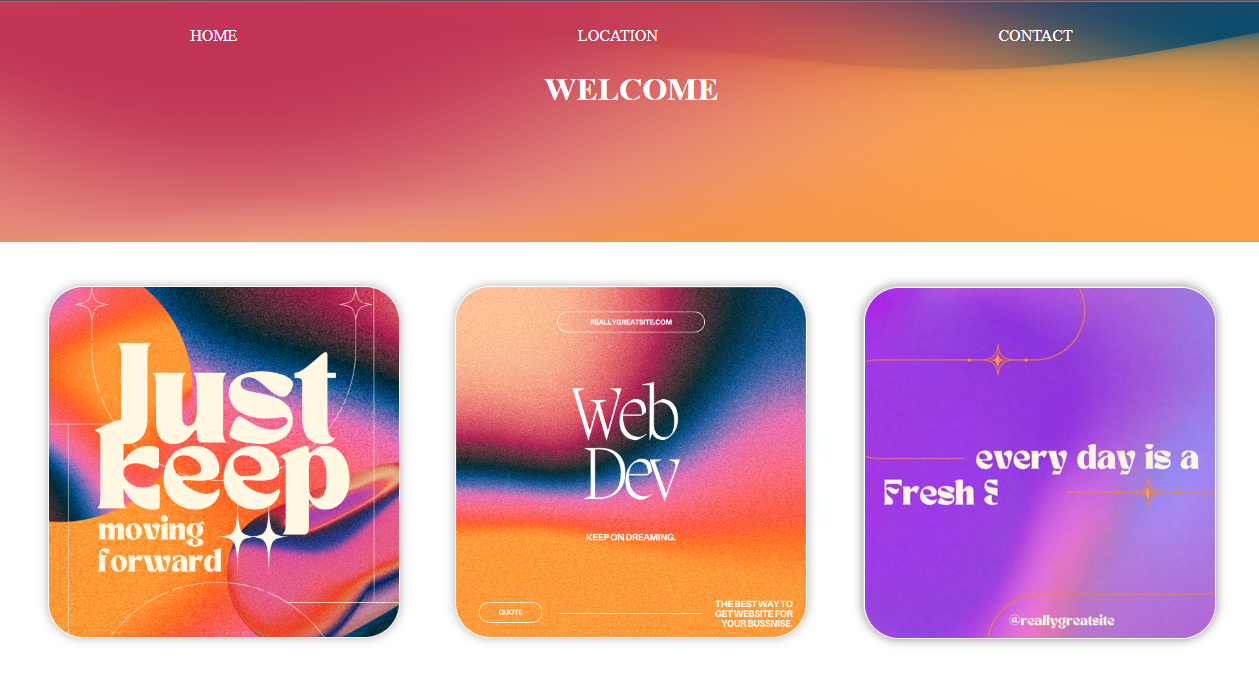 HOME LOCATION CONTACT
WELCOME
Just
keep
moving
forward
REALLYGREATSITE.COM
Web
Dev
KEEP ON DREAMING.
QUOTE
THE BEST WAY TO
GET WEBSITE FOR
YOUR BUSSNISE.
every day is a
Fresh
@reallygreatsite